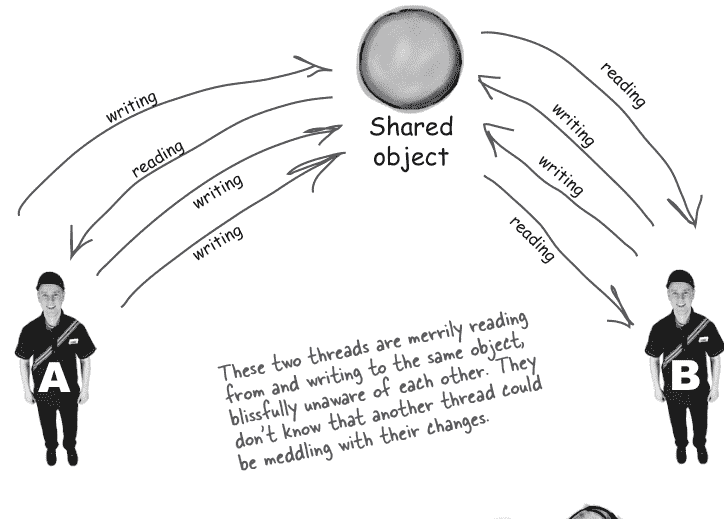 writing
reading
writing
writing
Shared
object
reading
writing
writing
reading
A
B
These two threads are merrily reading
from and writing to the same object,
blissfully unaware of each other. They
don't know that another thread could
be meddling with their changes.